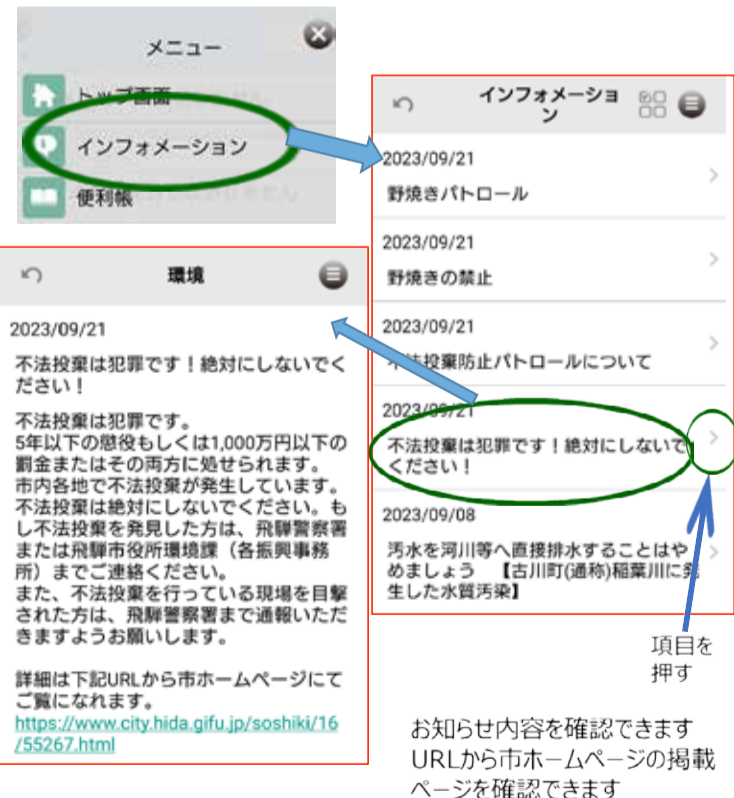 メニュー
トップ画面
インフォメーション
便利帳
インフォメーショ
ン
2023/09/21
野焼きパトロール
2023/09/21
野焼きの禁止
2023/09/21
不法投棄防止パトロールについて
2023/09/21
不法投棄は犯罪です！絶対にしないで
ください！
2023/09/08
汚水を河川等へ直接排水することはや
めましょう 【古川町(通称)稲葉川に発
生した水質汚染】
項目を
押す
環境
2023/09/21
不法投棄は犯罪です！絶対にしないでく
ださい！
不法投棄は犯罪です。
5年以下の懲役もしくは1,000万円以下の
罰金またはその両方に処せられます。
市内各地で不法投棄が発生しています。
不法投棄は絶対にしないでください。も
し不法投棄を発見した方は、飛騨警察署
または飛騨市役所環境課（各振興事務
所）までご連絡ください。
また、不法投棄を行っている現場を目撃
された方は、飛騨警察署まで通報いただ
きますようお願いします。
詳細は下記URLから市ホームページにて
ご覧になれます。
https://www.city.hida.gifu.jp/soshiki/16
/55267.html
お知らせ内容を確認できます
URLから市ホームページの掲載
ページを確認できます